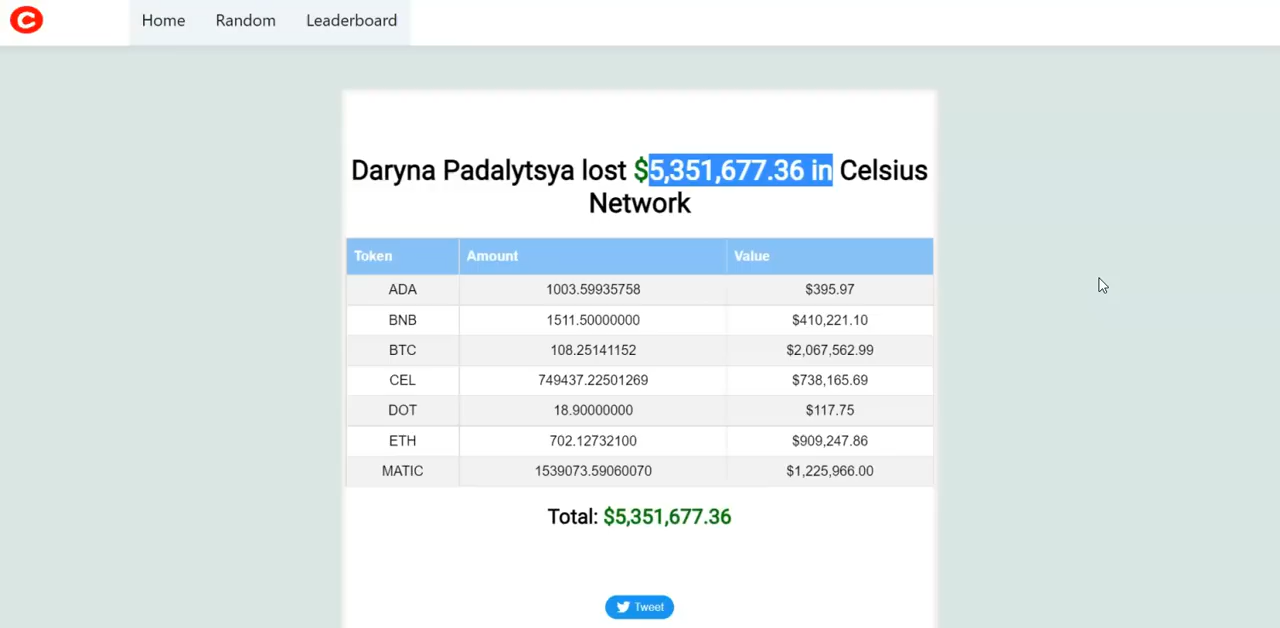 C Home Random Leaderboard
Daryna Padalytsya lost $5,351,677.36 in Celsius
Network
Token Amount Value
ADA 1003.59935758 $395.97
BNB 1511.50000000 $410,221.10
BTC 108.25141152 $2,067,562.99
CEL 749437.22501269 $738,165.69
DOT 18.90000000 $117.75
ETH 702.12732100 $909,247.86
MATIC 1539073.59060070 $1,225,966.00
Total: $5,351,677.36
Tweet